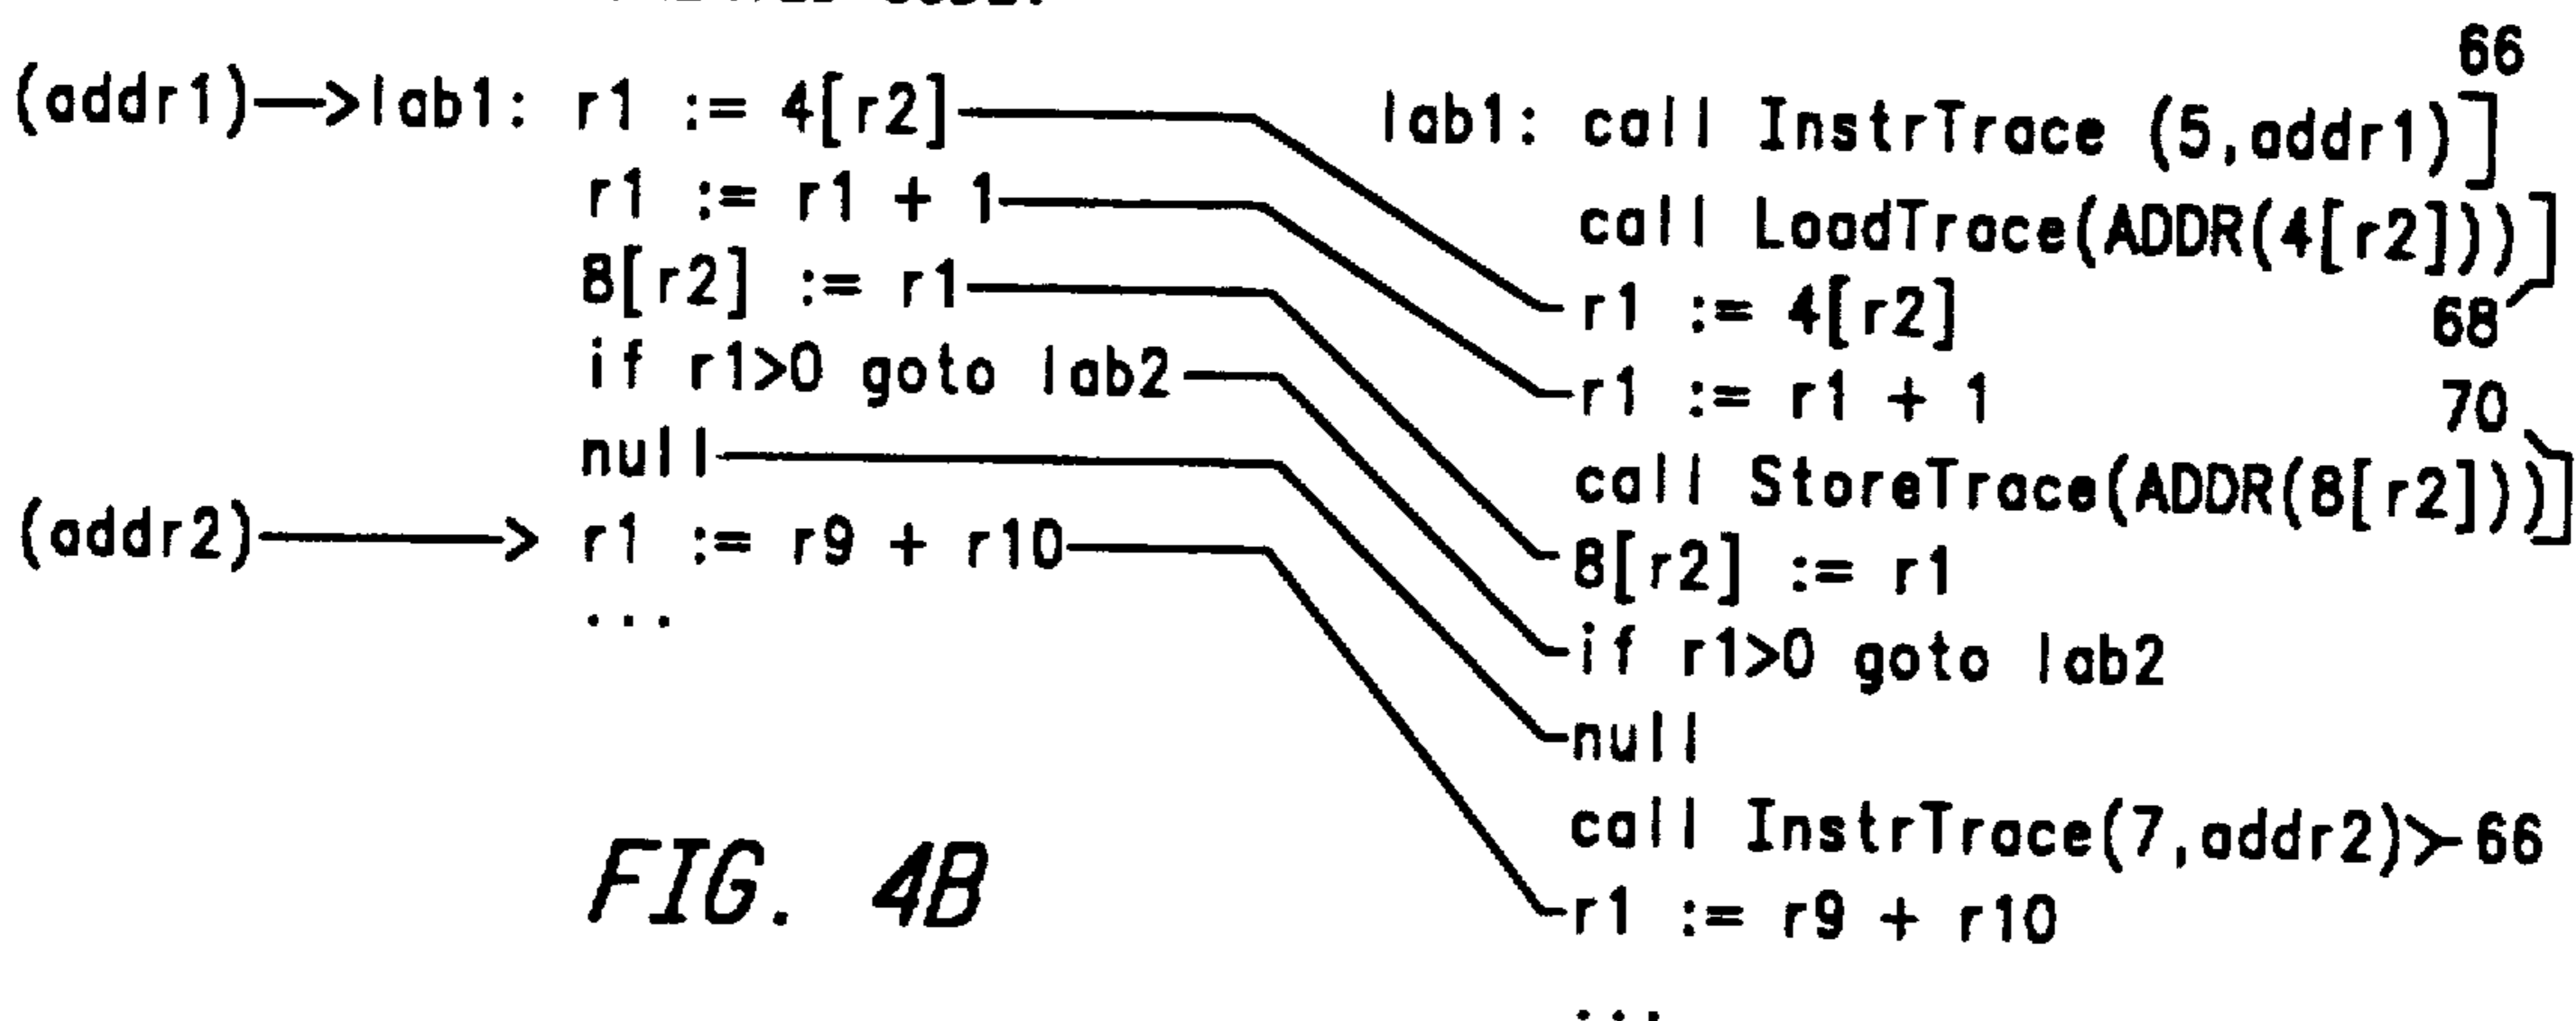 (addr1)—>lab1: r1 := 4[r2]
r1 := r1 + 1
8[r2] := r1
if r1>0 goto lab2
null
(addr2)—> r1 := r9 + r10
...
66
lab1: call InstrTrace (5,addr1)
call LoadTrace(ADDR(4[r2]))
r1 := 4[r2]
68
r1 := r1 + 1
70
call StoreTrace(ADDR(8[r2]))
8[r2] := r1
if r1>0 goto lab2
null
call InstrTrace(7,addr2) 66
r1 := r9 + r10
...
FIG. 4B